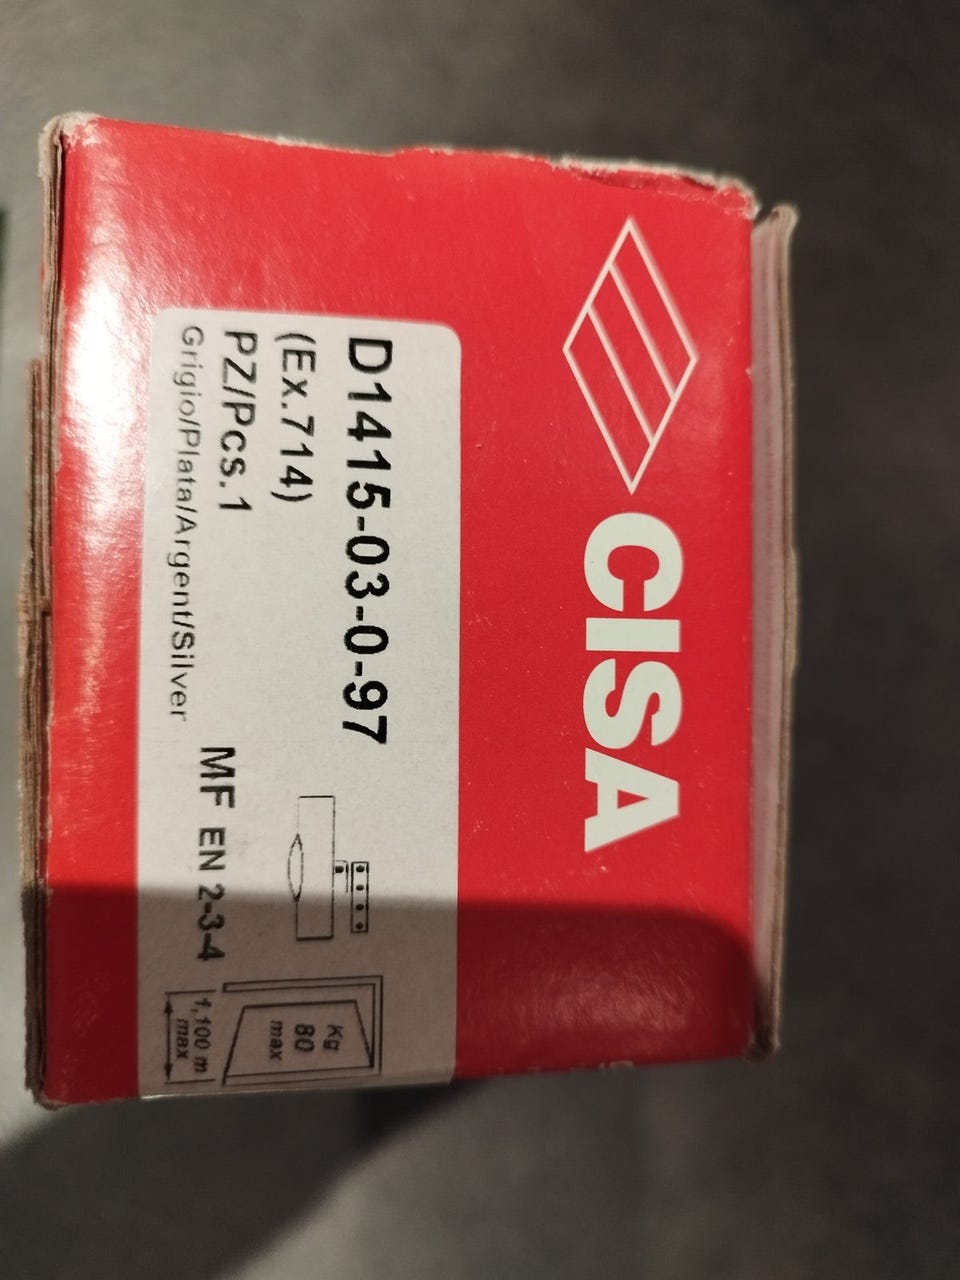 CISA
D1415-03-0-97
(Ex.714)
PZ/Pcs.1
Grigio/Plata/Argent/Silver
MF EN 2-3-4
Kg
80
max
1,100 m
max